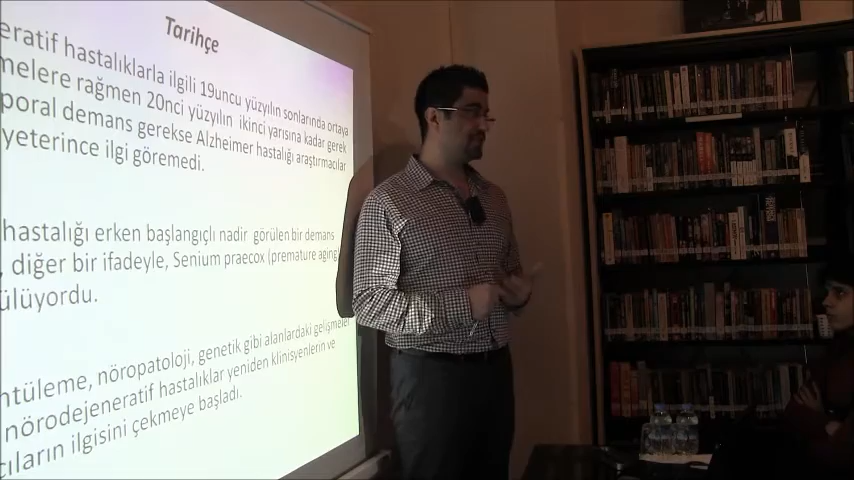 Tarihçe
eratif hastalıklarla ilgili 19uncu yüzyılın sonlarında ortaya
melere rağmen 20nci yüzyılın ikinci yarısına kadar gerek
poral demans gerekse Alzheimer hastalığı araştırmacılar
yeterince ilgi göremedi.
hastalığı erken başlangıçlı nadir görülen bir demans
, diğer bir ifadeyle, Senium praecox (premature aging,
ülüyordu.
ntüleme, nöropatoloji, genetik gibi alanlardaki gelişmeler
nörodejeneratif hastalıklar yeniden klinisyenlerin ve
cıların ilgisini çekmeye başladı.